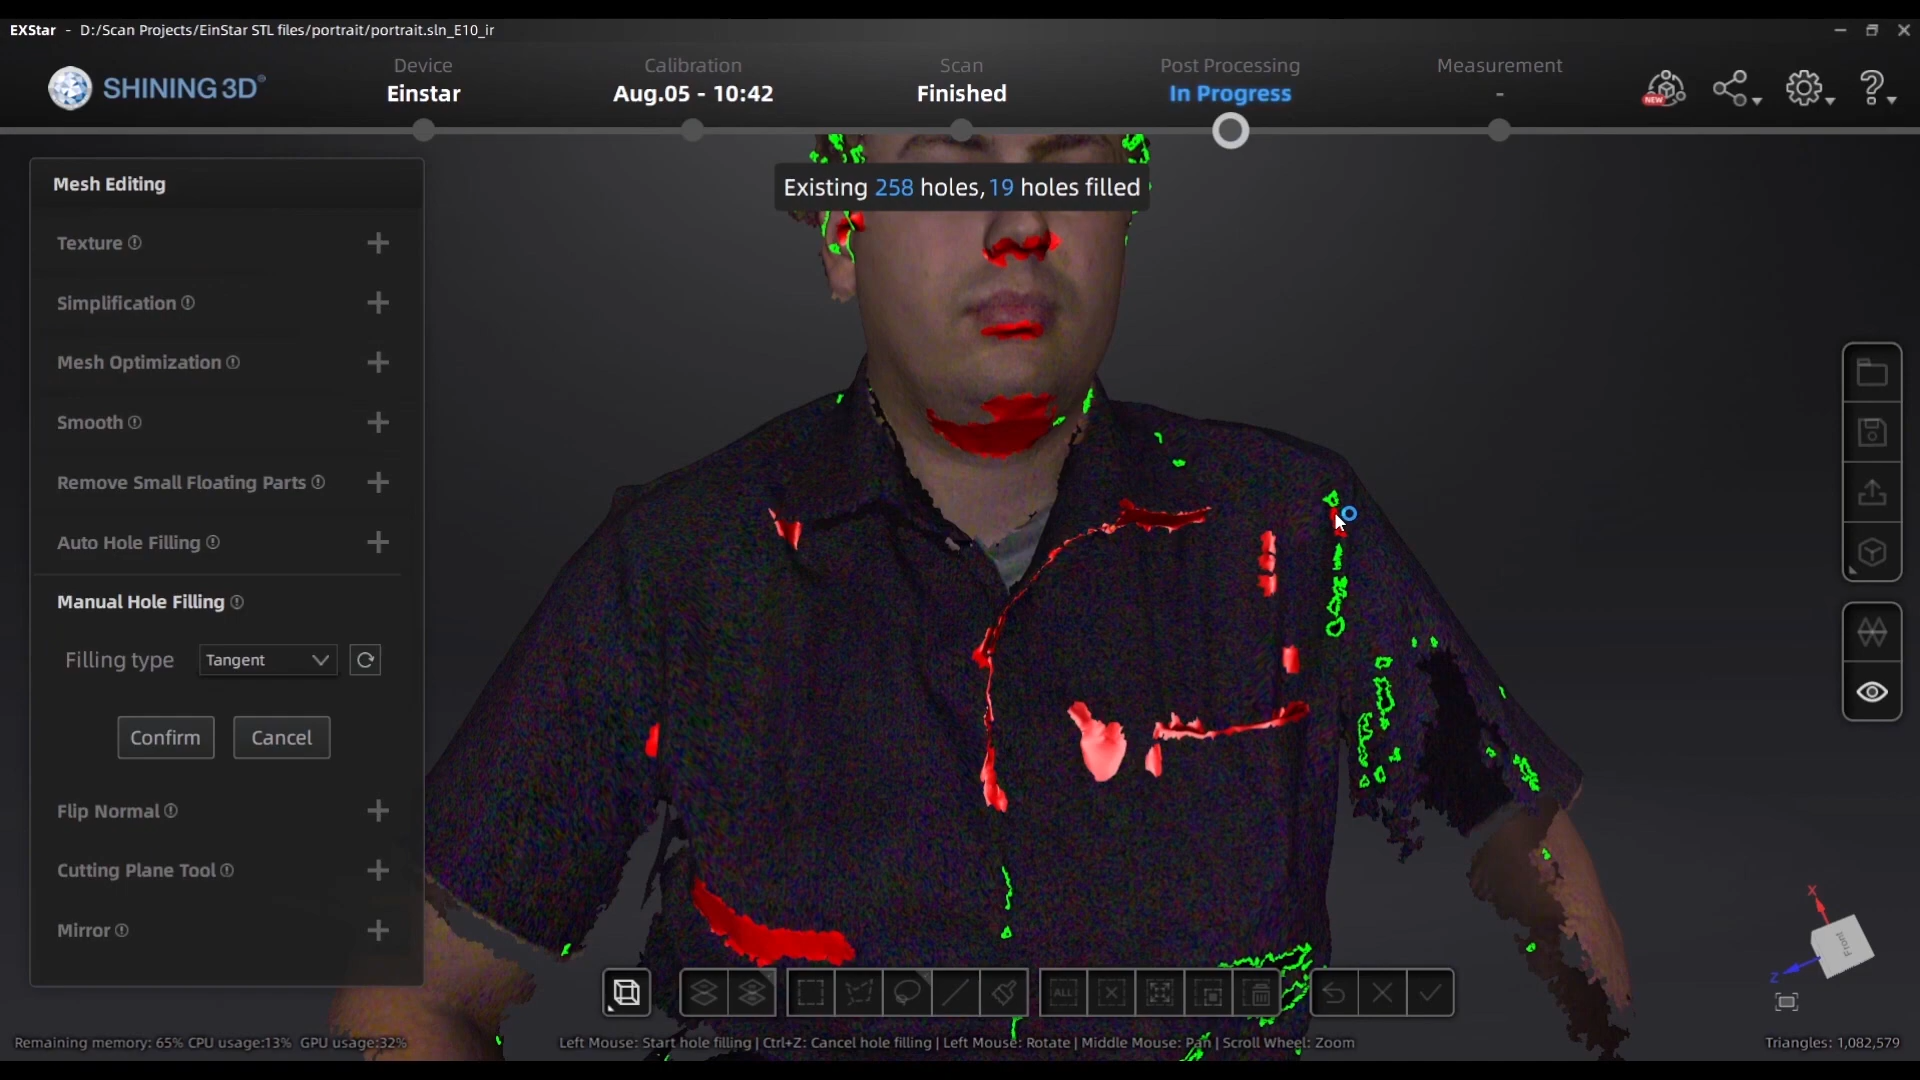 EXStar - D:/Scan Projects/EinStar STL files/portrait/portrait.sln_E10_ir
SHINING 3D®
Device
Einstar
Calibration
Aug.05 - 10:42
Scan
Finished
Post Processing
In Progress
Measurement
-
NEW
Existing 258 holes, 19 holes filled
Mesh Editing
Texture
Simplification
Mesh Optimization
Smooth
Remove Small Floating Parts
Auto Hole Filling
Manual Hole Filling
Filling type Tangent
Confirm Cancel
Flip Normal
Cutting Plane Tool
Mirror
X
Front
Z
ALL
Remaining memory: 65% CPU usage:13% GPU usage:32%
Left Mouse: Start hole filling | Ctrl+Z: Cancel hole filling | Left Mouse: Rotate | Middle Mouse: Pan | Scroll Wheel: Zoom
Triangles: 1,082,579